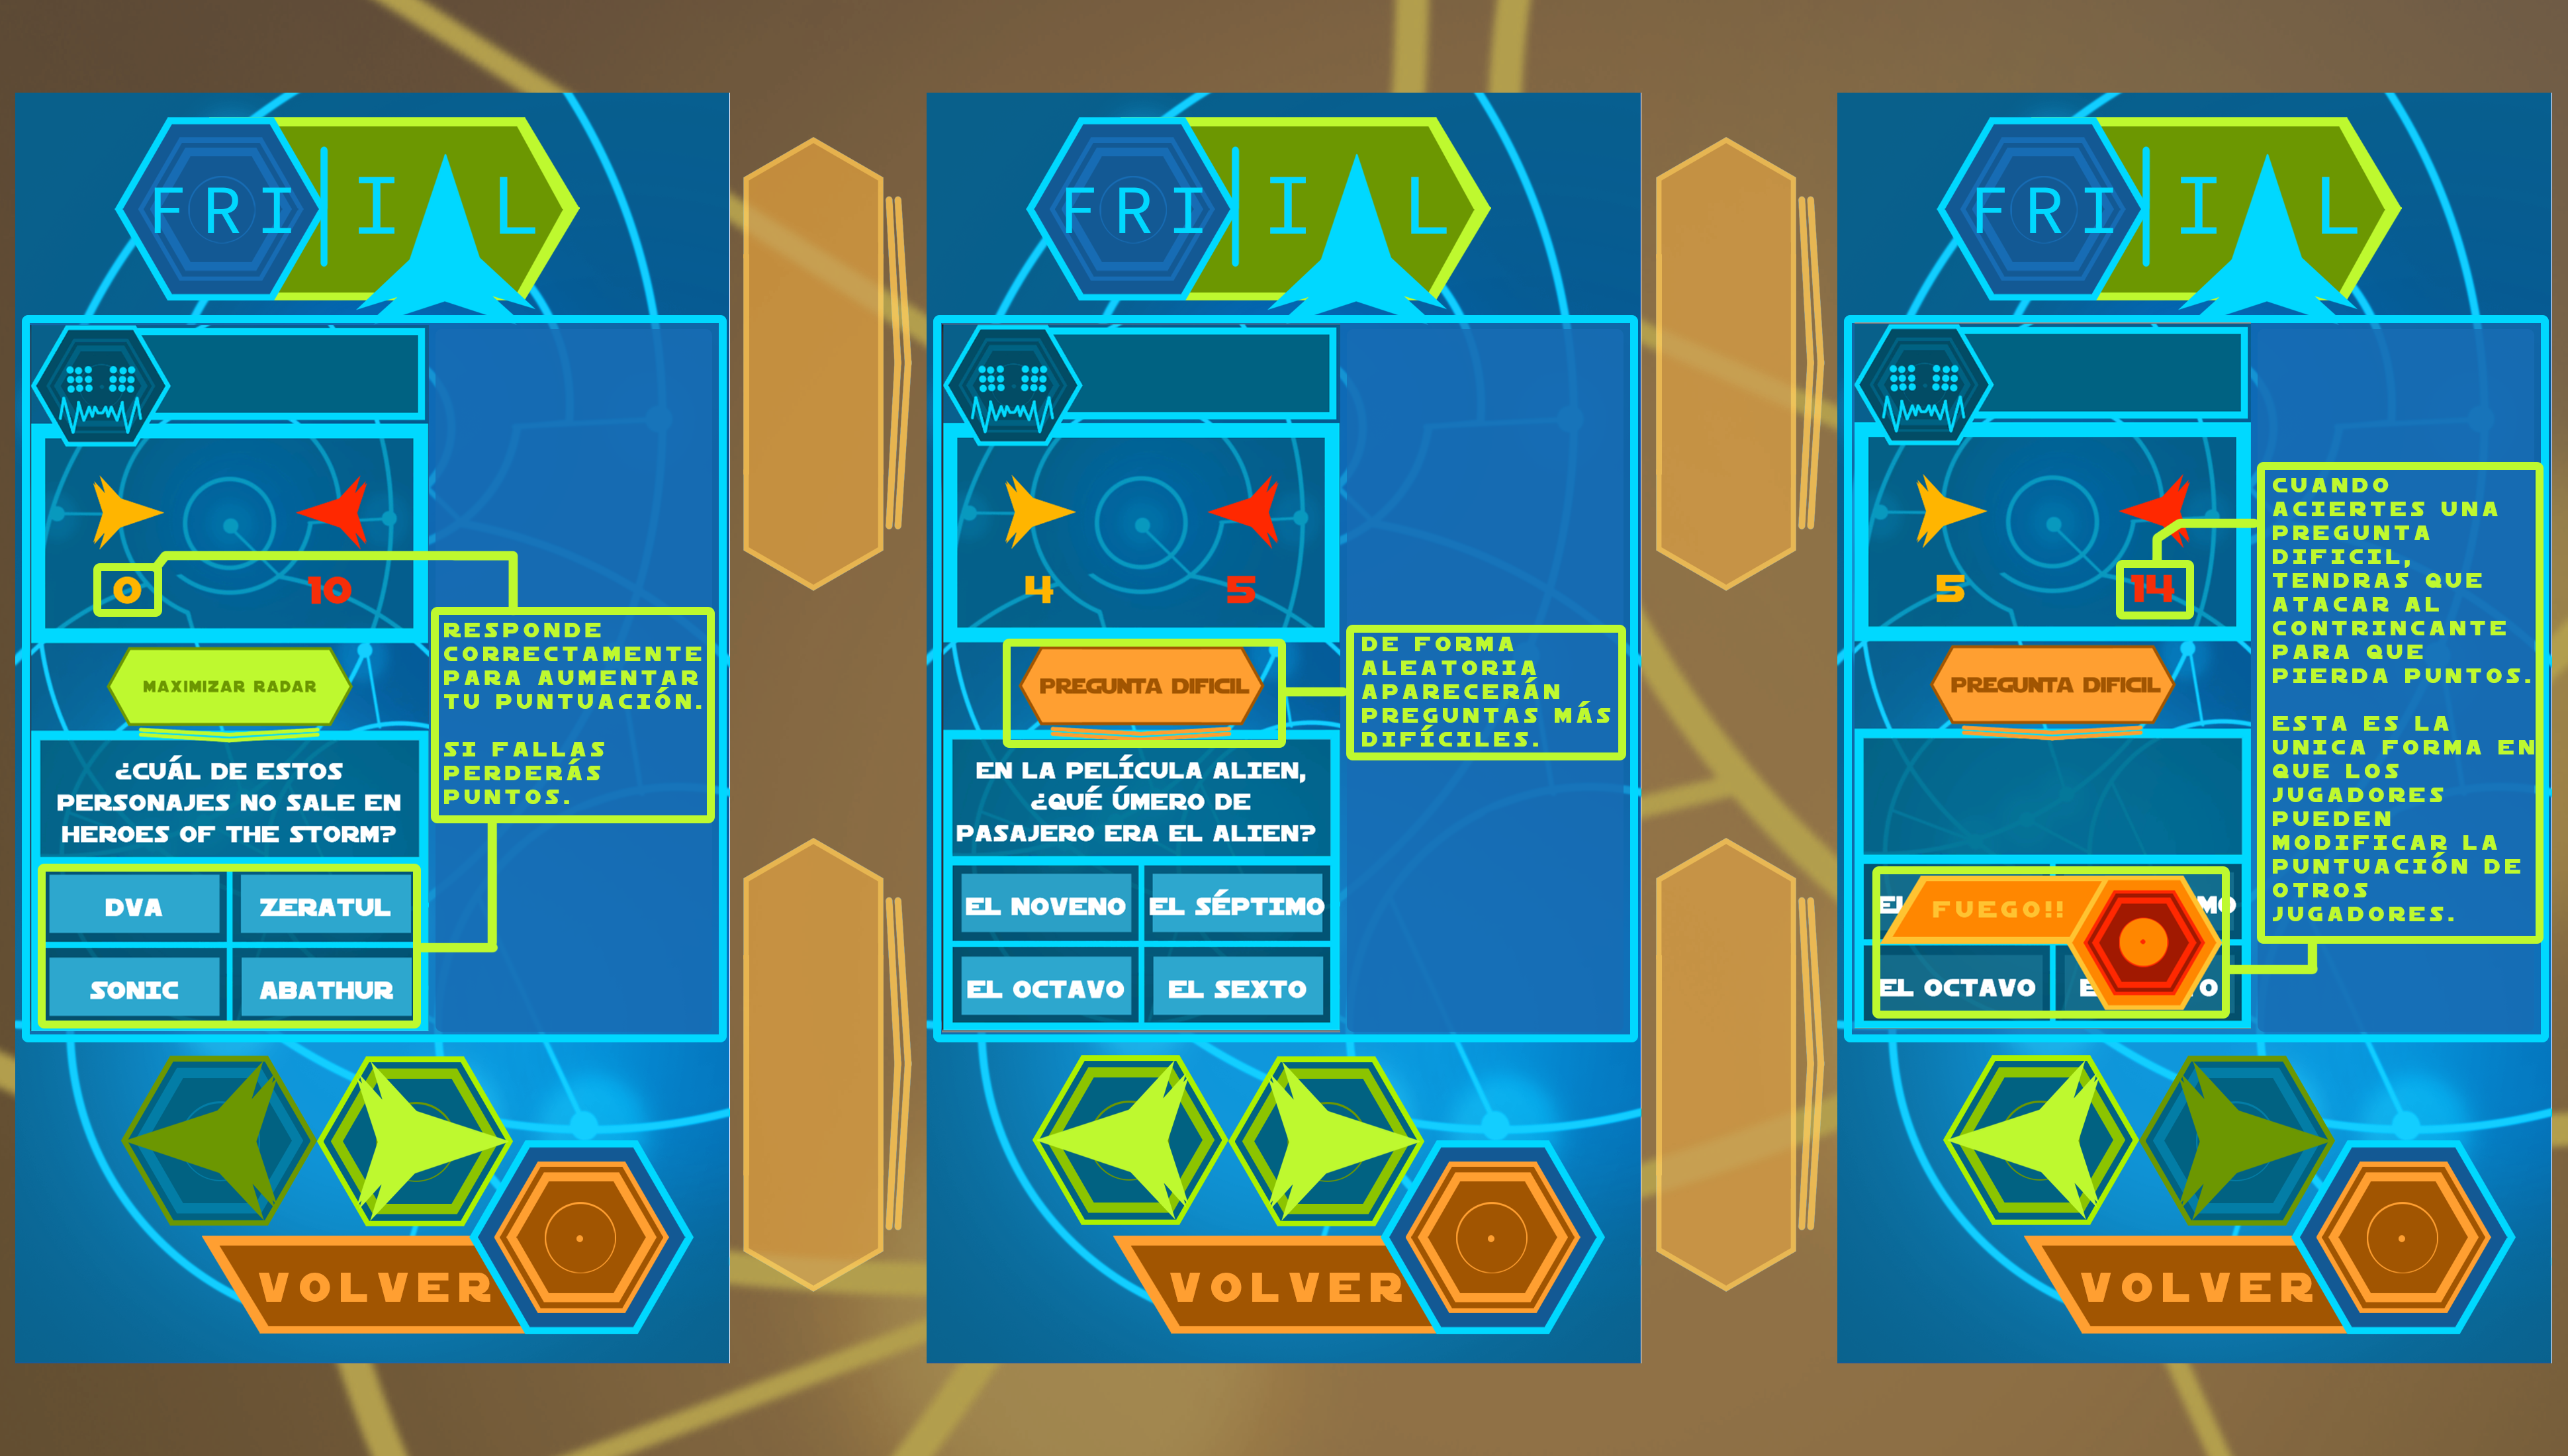 FRI I L
0
10
MAXIMIZAR RADAR
¿CUÁL DE ESTOS
PERSONAJES NO SALE EN
HEROES OF THE STORM?
DVA
ZERATUL
SONIC
ABATHUR
RESPONDE
CORRECTAMENTE
PARA AUMENTAR
TU PUNTUACIÓN.
SI FALLAS
PERDERÁS
PUNTOS.
VOLVER
FRI I L
4
5
PREGUNTA DIFICIL
EN LA PELÍCULA ALIEN,
¿QUÉ ÚMERO DE
PASAJERO ERA EL ALIEN?
EL NOVENO
EL SÉPTIMO
EL OCTAVO
EL SEXTO
DE FORMA
ALEATORIA
APARECERÁN
PREGUNTAS MÁS
DIFÍCILES.
VOLVER
FRI I L
5
14
PREGUNTA DIFICIL
EL
FUEGO!!
MO
EL OCTAVO
E
O
CUANDO
ACIERTES UNA
PREGUNTA
DIFICIL,
TENDRAS QUE
ATACAR AL
CONTRINCANTE
PARA QUE
PIERDA PUNTOS.
ESTA ES LA
UNICA FORMA EN
QUE LOS
JUGADORES
PUEDEN
MODIFICAR LA
PUNTUACIÓN DE
OTROS
JUGADORES.
VOLVER